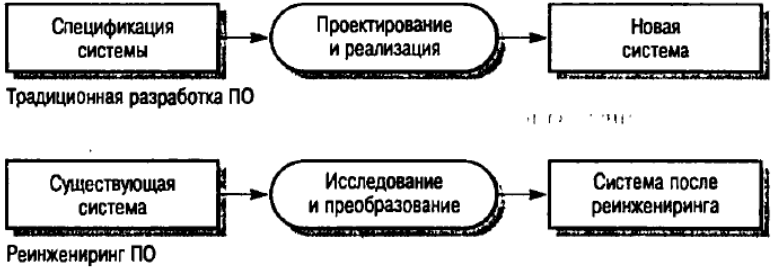 Спецификация
системы
Проектирование
и реализация
Новая
система
Традиционная разработка ПО
Существующая
система
Исследование
и преобразование
Система после
реинжениринга
Реинжениринг ПО